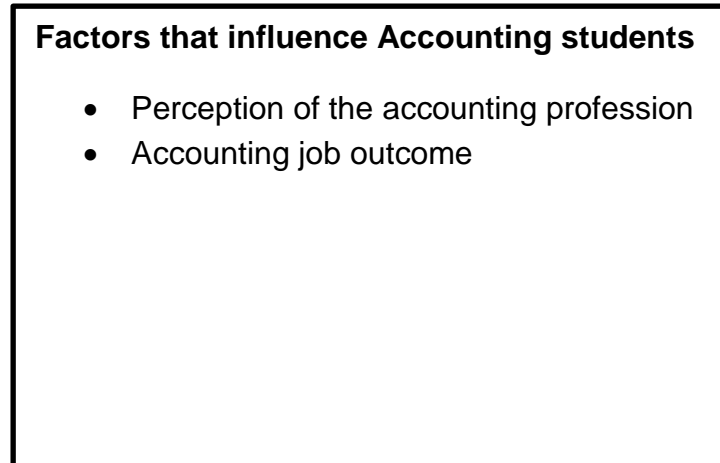 Factors that influence Accounting students
• Perception of the accounting profession
• Accounting job outcome